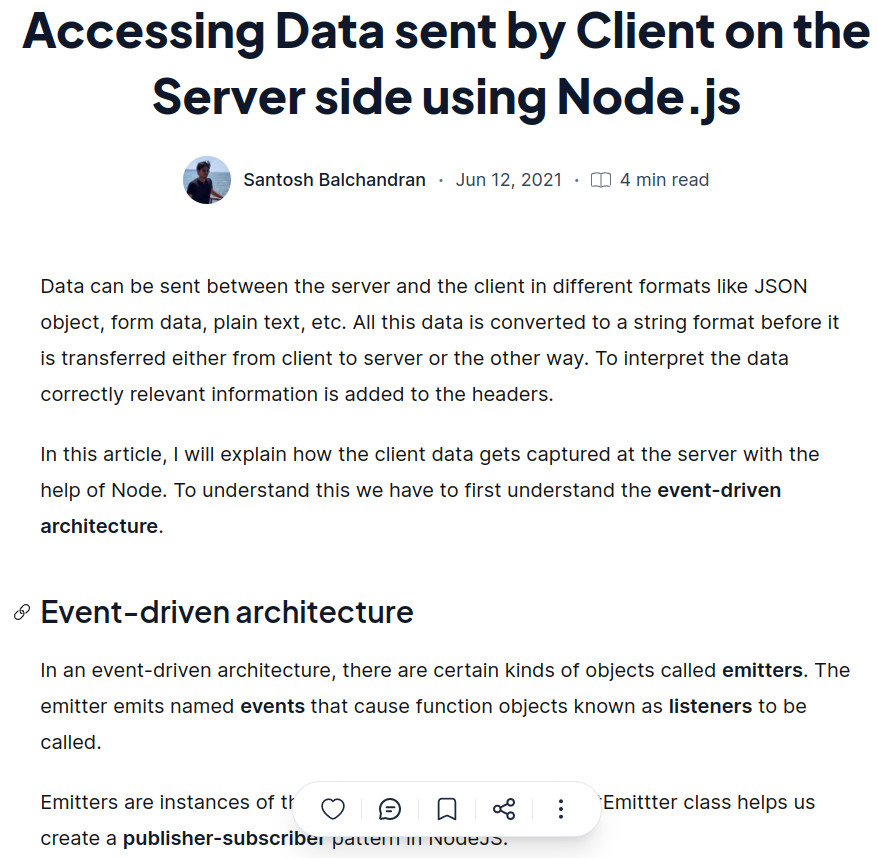 Accessing Data sent by Client on the
Server side using Node.js
Santosh Balchandran · Jun 12, 2021 · 4 min read
Data can be sent between the server and the client in different formats like JSON
object, form data, plain text, etc. All this data is converted to a string format before it
is transferred either from client to server or the other way. To interpret the data
correctly relevant information is added to the headers.
In this article, I will explain how the client data gets captured at the server with the
help of Node. To understand this we have to first understand the event-driven
architecture.
Event-driven architecture
In an event-driven architecture, there are certain kinds of objects called emitters. The
emitter emits named events that cause function objects known as listeners to be
called.
Emitters are instances of Emittter class helps us
create a publisher-subscriber pattern in NodeJS.